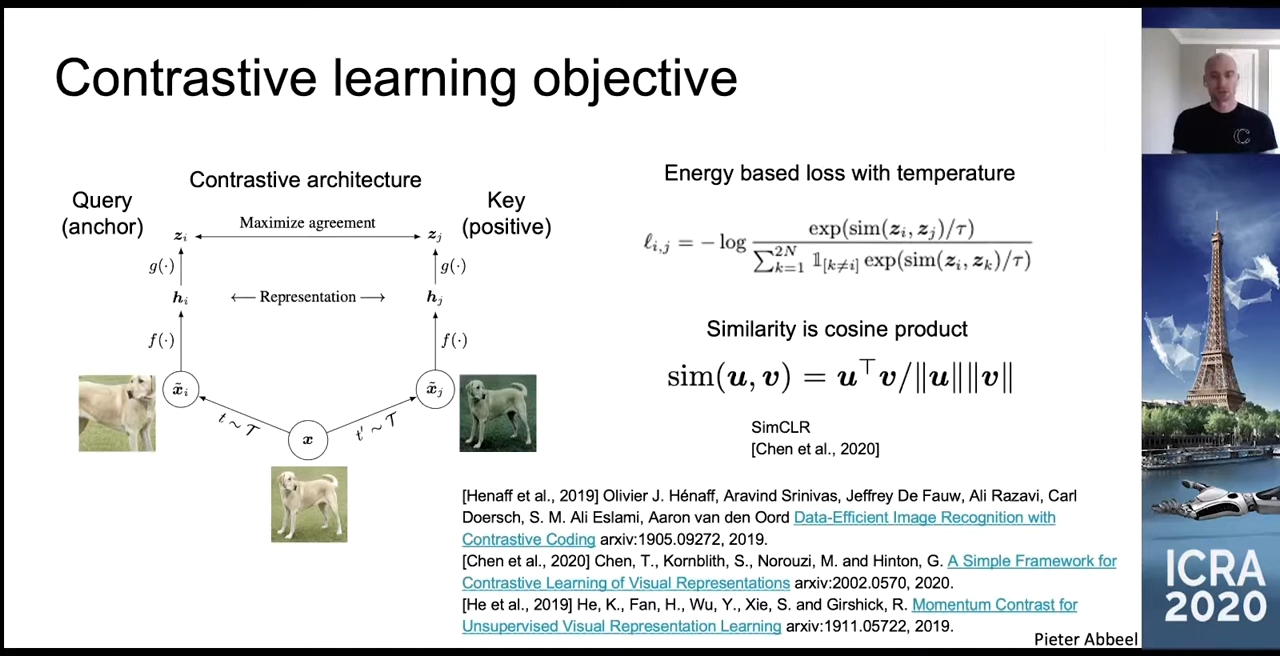 Contrastive learning objective
Contrastive architecture
Query
(anchor)
Key
(positive)
Maximize agreement
z_i
z_j
g(·)
g(·)
h_i
← Representation →
h_j
f(·)
f(·)
x̃_i
x̃_j
t ~ T
t′ ~ T
x
Energy based loss with temperature
ℓ_{i,j} = − log exp(sim(z_i, z_j)/τ) / ∑_{k=1}^{2N} 𝟙_{[k≠i]} exp(sim(z_i, z_k)/τ)
Similarity is cosine product
sim(u, v) = u^⊤ v/‖u‖‖v‖
SimCLR
[Chen et al., 2020]
[Henaff et al., 2019] Olivier J. Hénaff, Aravind Srinivas, Jeffrey De Fauw, Ali Razavi, Carl
Doersch, S. M. Ali Eslami, Aaron van den Oord Data-Efficient Image Recognition with
Contrastive Coding arxiv:1905.09272, 2019.
[Chen et al., 2020] Chen, T., Kornblith, S., Norouzi, M. and Hinton, G. A Simple Framework for
Contrastive Learning of Visual Representations arxiv:2002.0570, 2020.
[He et al., 2019] He, K., Fan, H., Wu, Y., Xie, S. and Girshick, R. Momentum Contrast for
Unsupervised Visual Representation Learning arxiv:1911.05722, 2019.
Pieter Abbeel
C
ICRA
2020